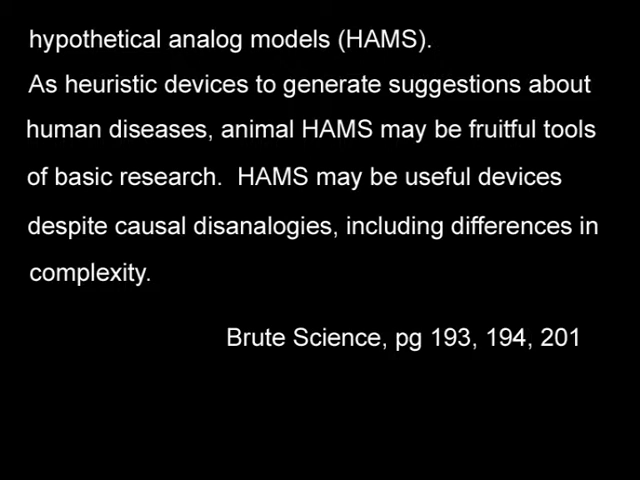 hypothetical analog models (HAMS).
As heuristic devices to generate suggestions about
human diseases, animal HAMS may be fruitful tools
of basic research.  HAMS may be useful devices
despite causal disanalogies, including differences in
complexity.
Brute Science, pg 193, 194, 201